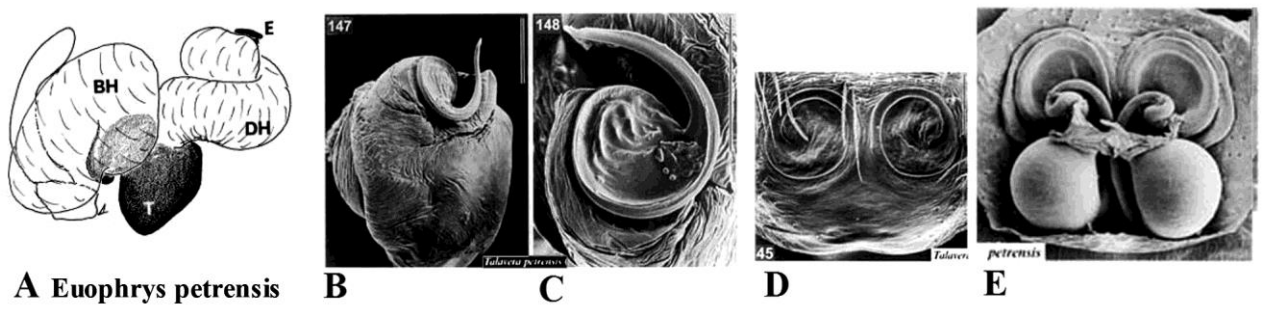 E
BH
DH
T
A Euophrys petrensis
147
Talavera petrensis
B
148
C
45
Talavera
D
petrensis
E